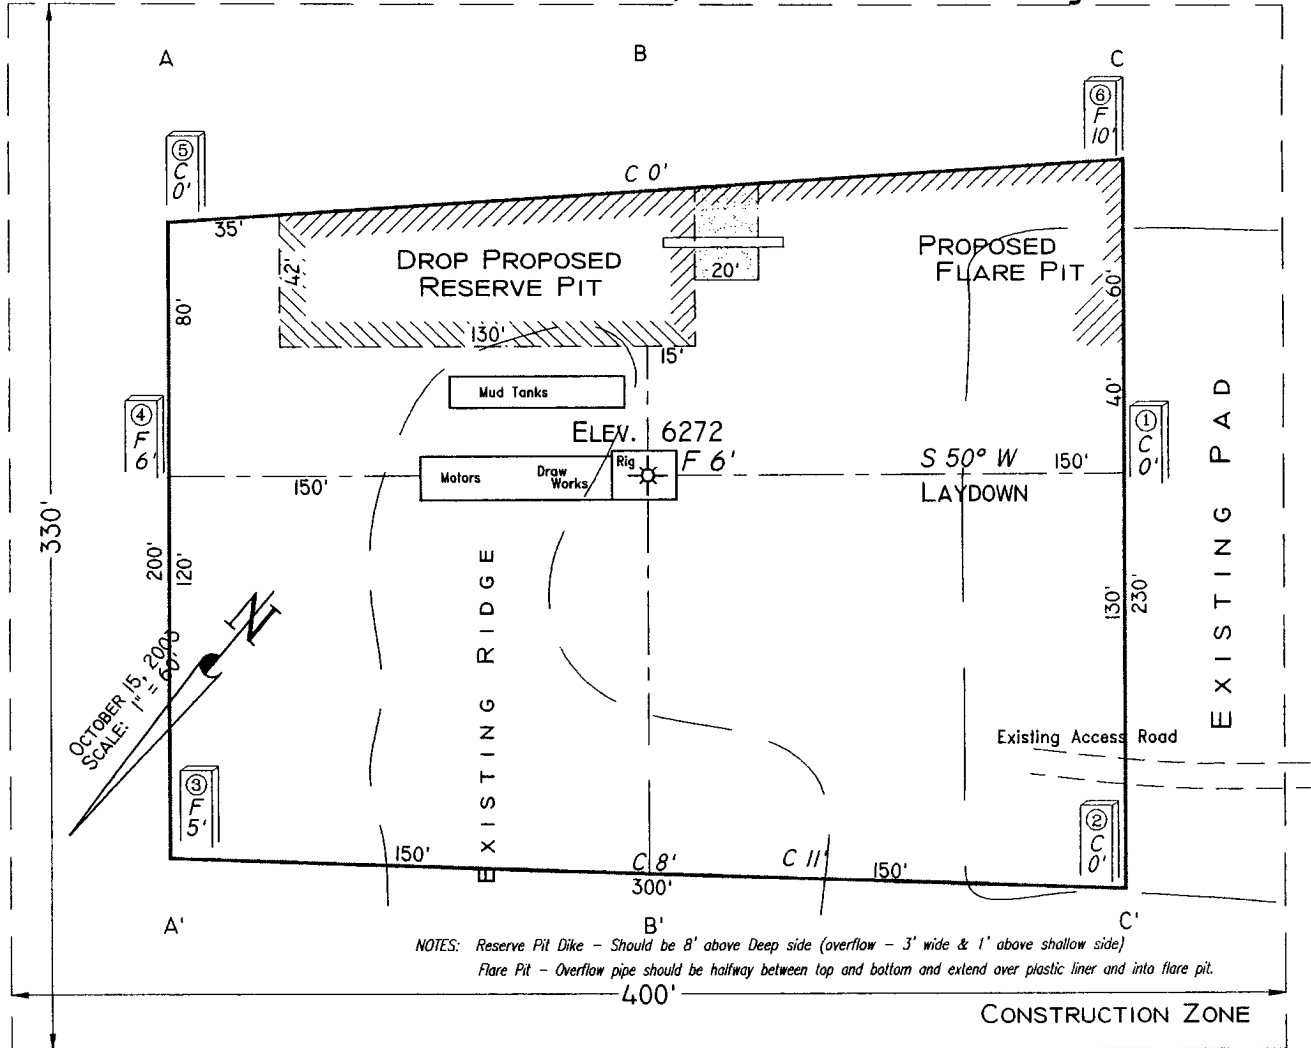 A
B
C
⑤
C
0'
⑥
F
10'
C 0'
35'
42'
80'
DROP PROPOSED
RESERVE PIT
20'
PROPOSED
FLARE PIT
60'
130'
15'
40'
Mud Tanks
④
F
6'
①
C
0'
ELEV. 6272
F 6'
Rig
Motors
Draw
Works
150'
S 50° W
150'
LAYDOWN
EXISTING PAD
330'
200'
120'
EXISTING RIDGE
130'
230'
N
OCTOBER 15, 2003
SCALE: 1" = 60'
Existing Access Road
③
F
5'
②
C
0'
150'
C 8'
C 11'
150'
300'
A'
B'
C'
NOTES: Reserve Pit Dike – Should be 8' above Deep side (overflow – 3' wide & 1' above shallow side)
Flare Pit – Overflow pipe should be halfway between top and bottom and extend over plastic liner and into flare pit.
400'
CONSTRUCTION ZONE